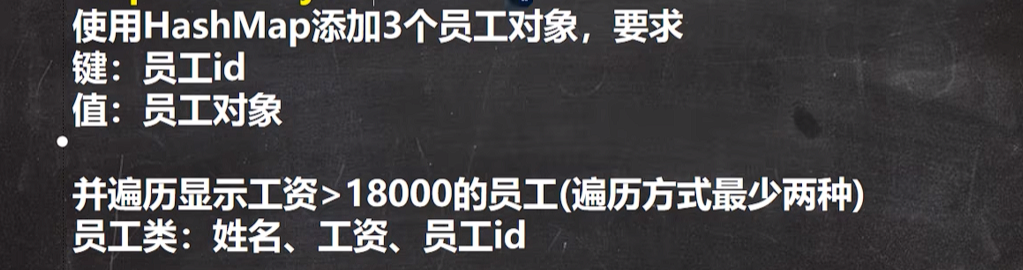 使用HashMap添加3个员工对象，要求
键：员工id
值：员工对象
并遍历显示工资>18000的员工(遍历方式最少两种)
员工类：姓名、工资、员工id